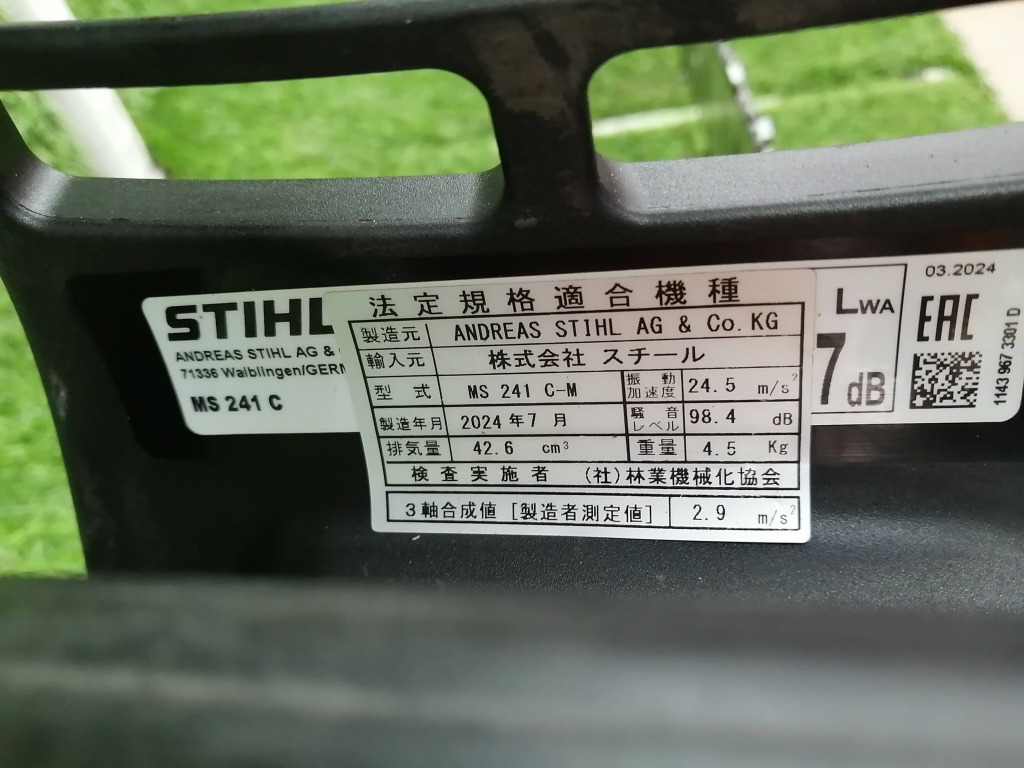 STIHL
ANDREAS STIHL AG &
71336 Waiblingen/GERM
MS 241 C
法定規格適合機種
製造元 ANDREAS STIHL AG & Co. KG
輸入元 株式会社 スチール
型式 MS 241 C-M 振動加速度 24.5 m/s²
製造年月 2024年7月 騒音レベル 98.4 dB
排気量 42.6 cm³ 重量 4.5 Kg
検査実施者 (社)林業機械化協会
3軸合成値 [製造者測定値] 2.9 m/s²
LWA
7 dB
03.2024
EAC
1143 967 3301 D